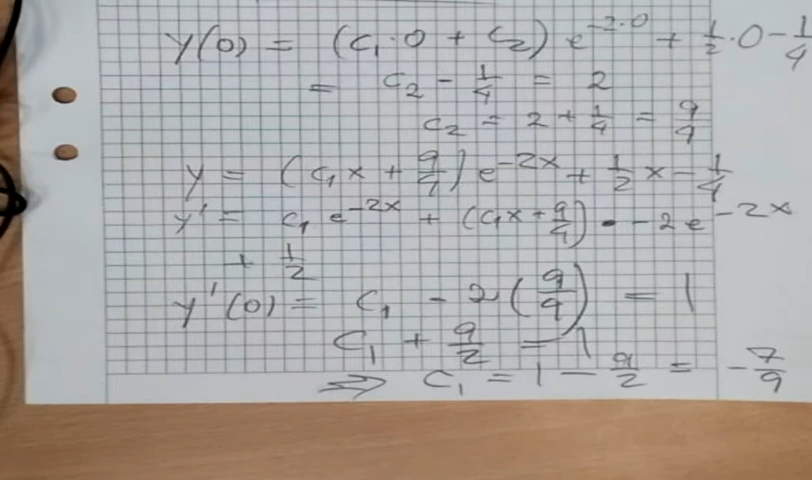 y(0) = (c₁·0 + c₂) e^{-2·0} + 1/2·0 - 1/4
= c₂ - 1/4 = 2
c₂ = 2 + 1/4 = 9/4
y = (c₁x + 9/4) e^{-2x} + 1/2 x - 1/4
y' = c₁ e^{-2x} + (c₁x + 9/4) · -2e^{-2x}
+ 1/2
y'(0) = c₁ - 2(9/4) = 1
c₁ + 9/2 = 1
⇒ c₁ = 1 - 9/2 = -7/9